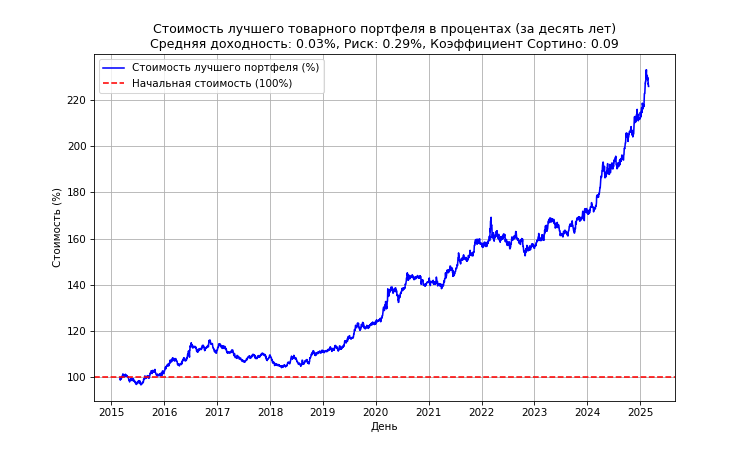 Стоимость лучшего товарного портфеля в процентах (за десять лет)
Средняя доходность: 0.03%, Риск: 0.29%, Коэффициент Сортино: 0.09
Стоимость лучшего портфеля (%)
Начальная стоимость (100%)
Стоимость (%)
220
200
180
160
140
120
100
2015 2016 2017 2018 2019 2020 2021 2022 2023 2024 2025
День